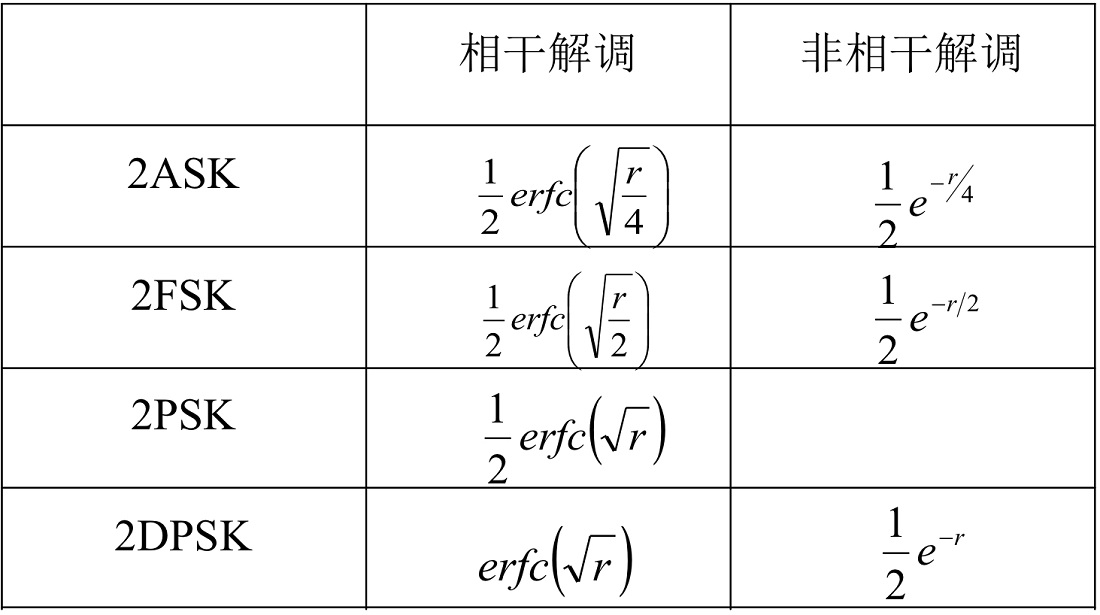 相干解调 非相干解调
2ASK \frac{1}{2} erfc\left(\sqrt{\frac{r}{4}}\right) \frac{1}{2} e^{-r/4}
2FSK \frac{1}{2} erfc\left(\sqrt{\frac{r}{2}}\right) \frac{1}{2} e^{-r/2}
2PSK \frac{1}{2} erfc\left(\sqrt{r}\right)
2DPSK erfc\left(\sqrt{r}\right) \frac{1}{2} e^{-r}